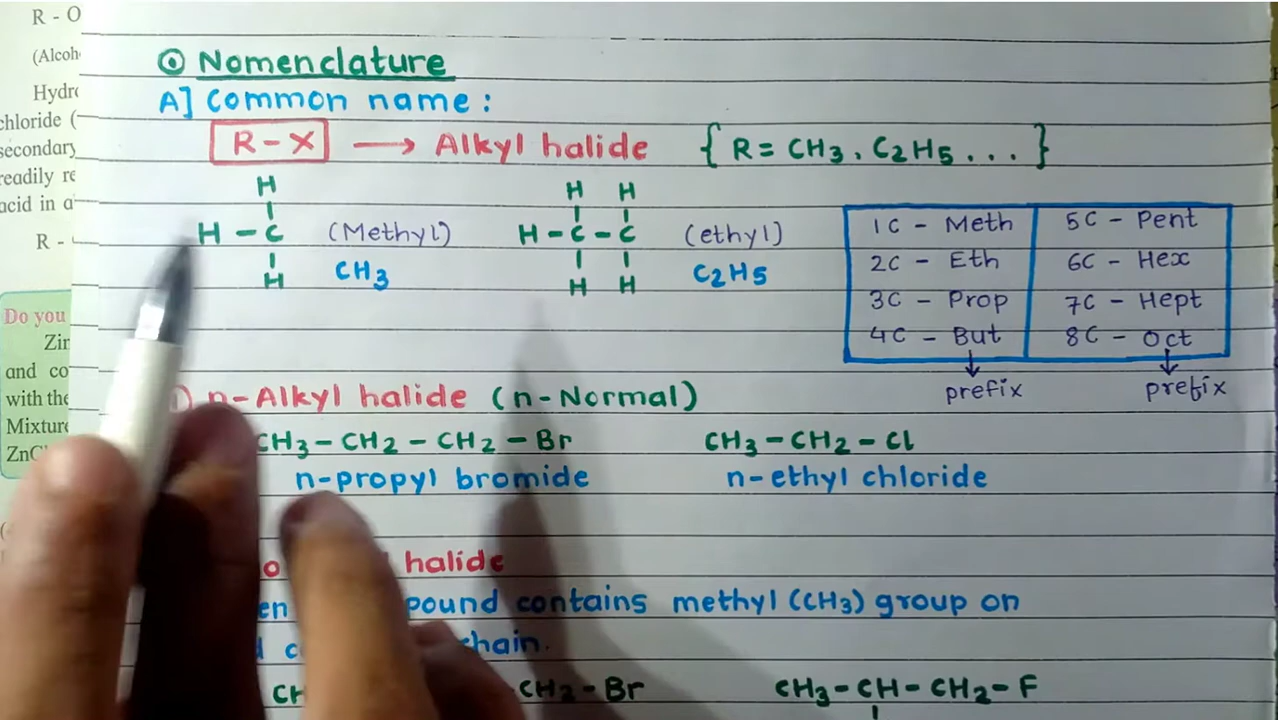 R - O
(Alcoh
Hydro
chloride (
secondary
readily re
acid in a
R -
Do you
Zin
and co
with the
Mixture
ZnC
⊙ Nomenclature
A] Common name :
R - X → Alkyl halide { R = CH3, C2H5 . . . }
H
H - C (Methyl)
H CH3
H H
H - C - C (ethyl)
H H C2H5
1C - Meth 5C - Pent
2C - Eth 6C - Hex
3C - Prop 7C - Hept
4C - But 8C - Oct
prefix prefix
n-Alkyl halide (n-Normal)
CH3 - CH2 - CH2 - Br CH3 - CH2 - Cl
n-propyl bromide n-ethyl chloride
halide
pound contains methyl (CH3) group on
chain.
CH2 - Br CH3 - CH - CH2 - F